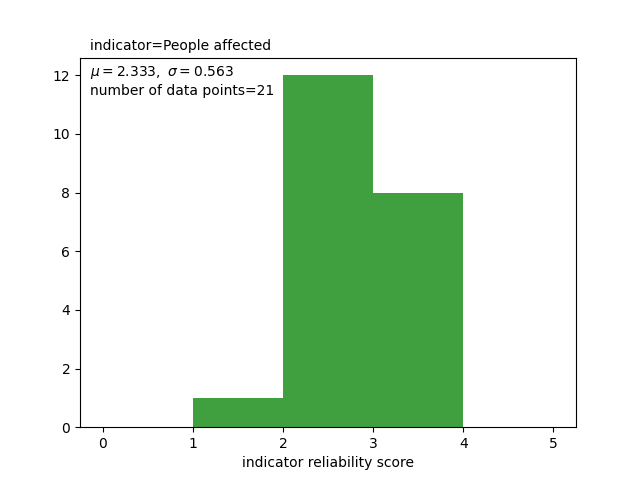 indicator=People affected
μ = 2.333, σ = 0.563
number of data points=21
12
10
8
6
4
2
0
0 1 2 3 4 5
indicator reliability score